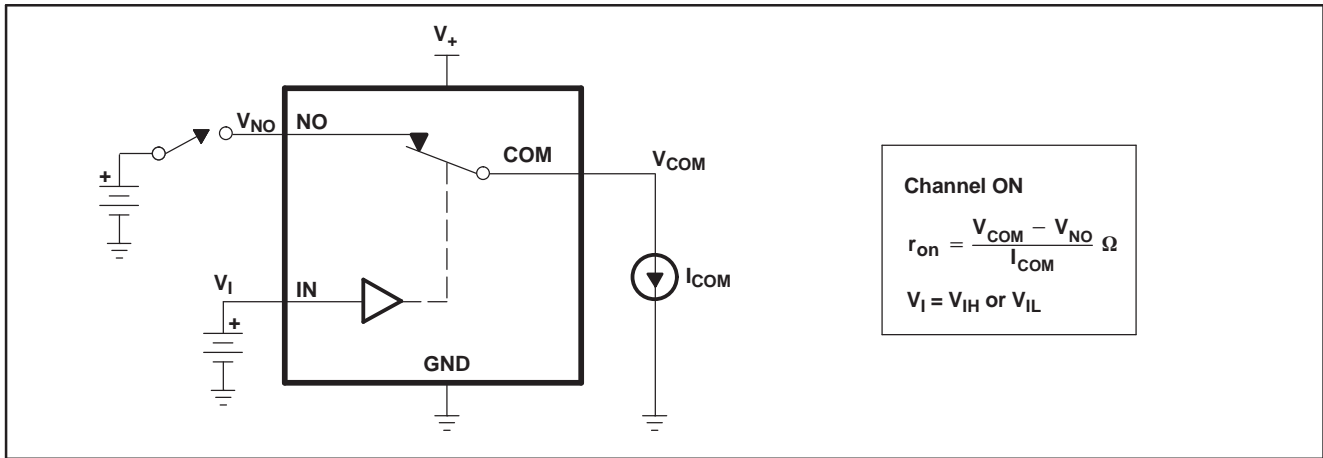 V+
VNO NO
COM
VCOM
+
VI IN
+
ICOM
GND
Channel ON
ron = VCOM − VNO / ICOM Ω
VI = VIH or VIL